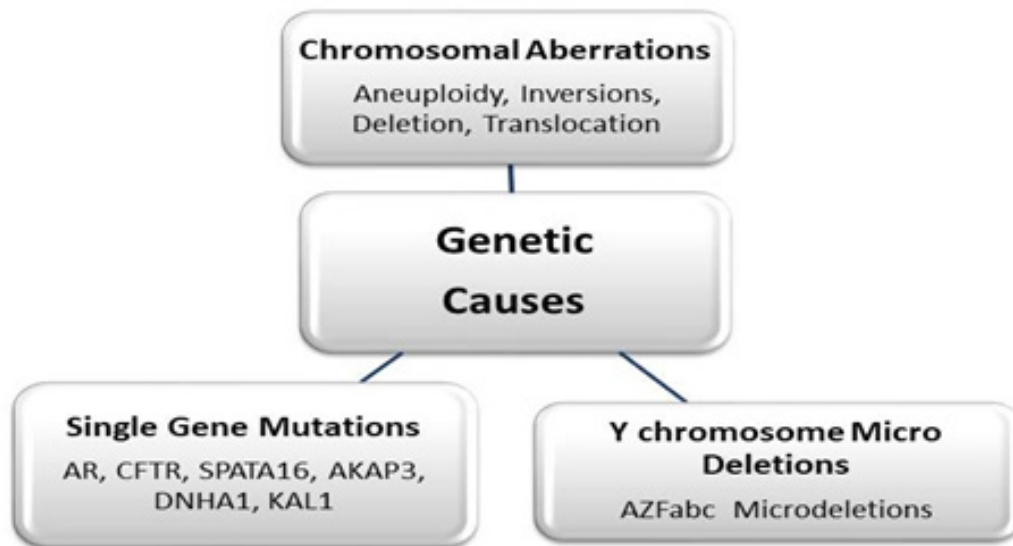 Chromosomal Aberrations
Aneuploidy, Inversions,
Deletion, Translocation
Genetic
Causes
Single Gene Mutations
AR, CFTR, SPATA16, AKAP3,
DNHA1, KAL1
Y chromosome Micro
Deletions
AZFabc Microdeletions